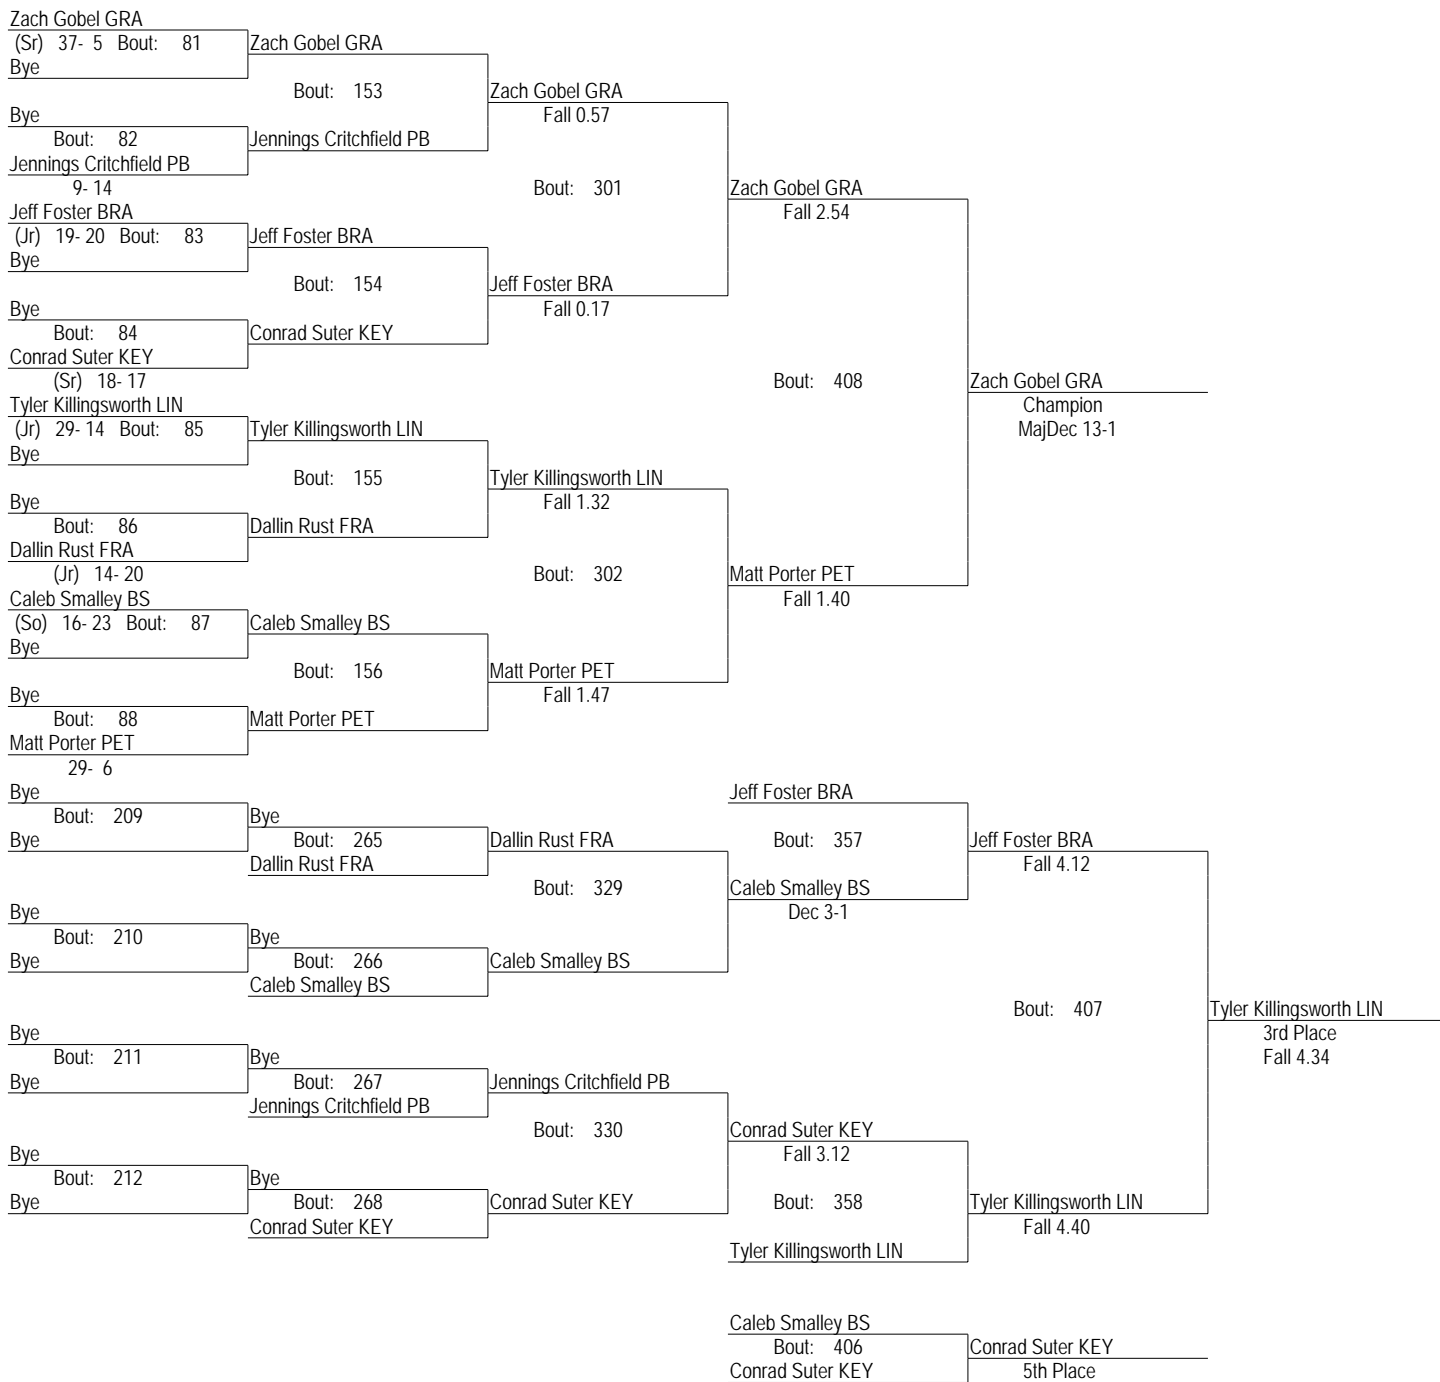 Zach Gobel GRA
(Sr) 37- 5 Bout: 81 Zach Gobel GRA
Bye
Bout: 153 Zach Gobel GRA
Bye Fall 0.57
Bout: 82 Jennings Critchfield PB
Jennings Critchfield PB
9- 14 Bout: 301 Zach Gobel GRA
Jeff Foster BRA Fall 2.54
(Jr) 19- 20 Bout: 83 Jeff Foster BRA
Bye
Bout: 154 Jeff Foster BRA
Bye Fall 0.17
Bout: 84 Conrad Suter KEY
Conrad Suter KEY
(Sr) 18- 17 Bout: 408 Zach Gobel GRA
Tyler Killingsworth LIN Champion
(Jr) 29- 14 Bout: 85 Tyler Killingsworth LIN MajDec 13-1
Bye
Bout: 155 Tyler Killingsworth LIN
Bye Fall 1.32
Bout: 86 Dallin Rust FRA
Dallin Rust FRA
(Jr) 14- 20 Bout: 302 Matt Porter PET
Caleb Smalley BS Fall 1.40
(So) 16- 23 Bout: 87 Caleb Smalley BS
Bye
Bout: 156 Matt Porter PET
Bye Fall 1.47
Bout: 88 Matt Porter PET
Matt Porter PET
29- 6
Bye Jeff Foster BRA
Bout: 209 Bye
Bye Bout: 265 Dallin Rust FRA Bout: 357 Jeff Foster BRA
Dallin Rust FRA Fall 4.12
Bout: 329 Caleb Smalley BS
Bye Dec 3-1
Bout: 210 Bye
Bye Bout: 266 Caleb Smalley BS
Caleb Smalley BS
Bout: 407 Tyler Killingsworth LIN
Bye 3rd Place
Bout: 211 Bye Fall 4.34
Bye Bout: 267 Jennings Critchfield PB
Jennings Critchfield PB
Bout: 330 Conrad Suter KEY
Bye Fall 3.12
Bout: 212 Bye
Bye Bout: 268 Conrad Suter KEY Bout: 358 Tyler Killingsworth LIN
Conrad Suter KEY Fall 4.40
Tyler Killingsworth LIN
Caleb Smalley BS
Bout: 406 Conrad Suter KEY
Conrad Suter KEY 5th Place